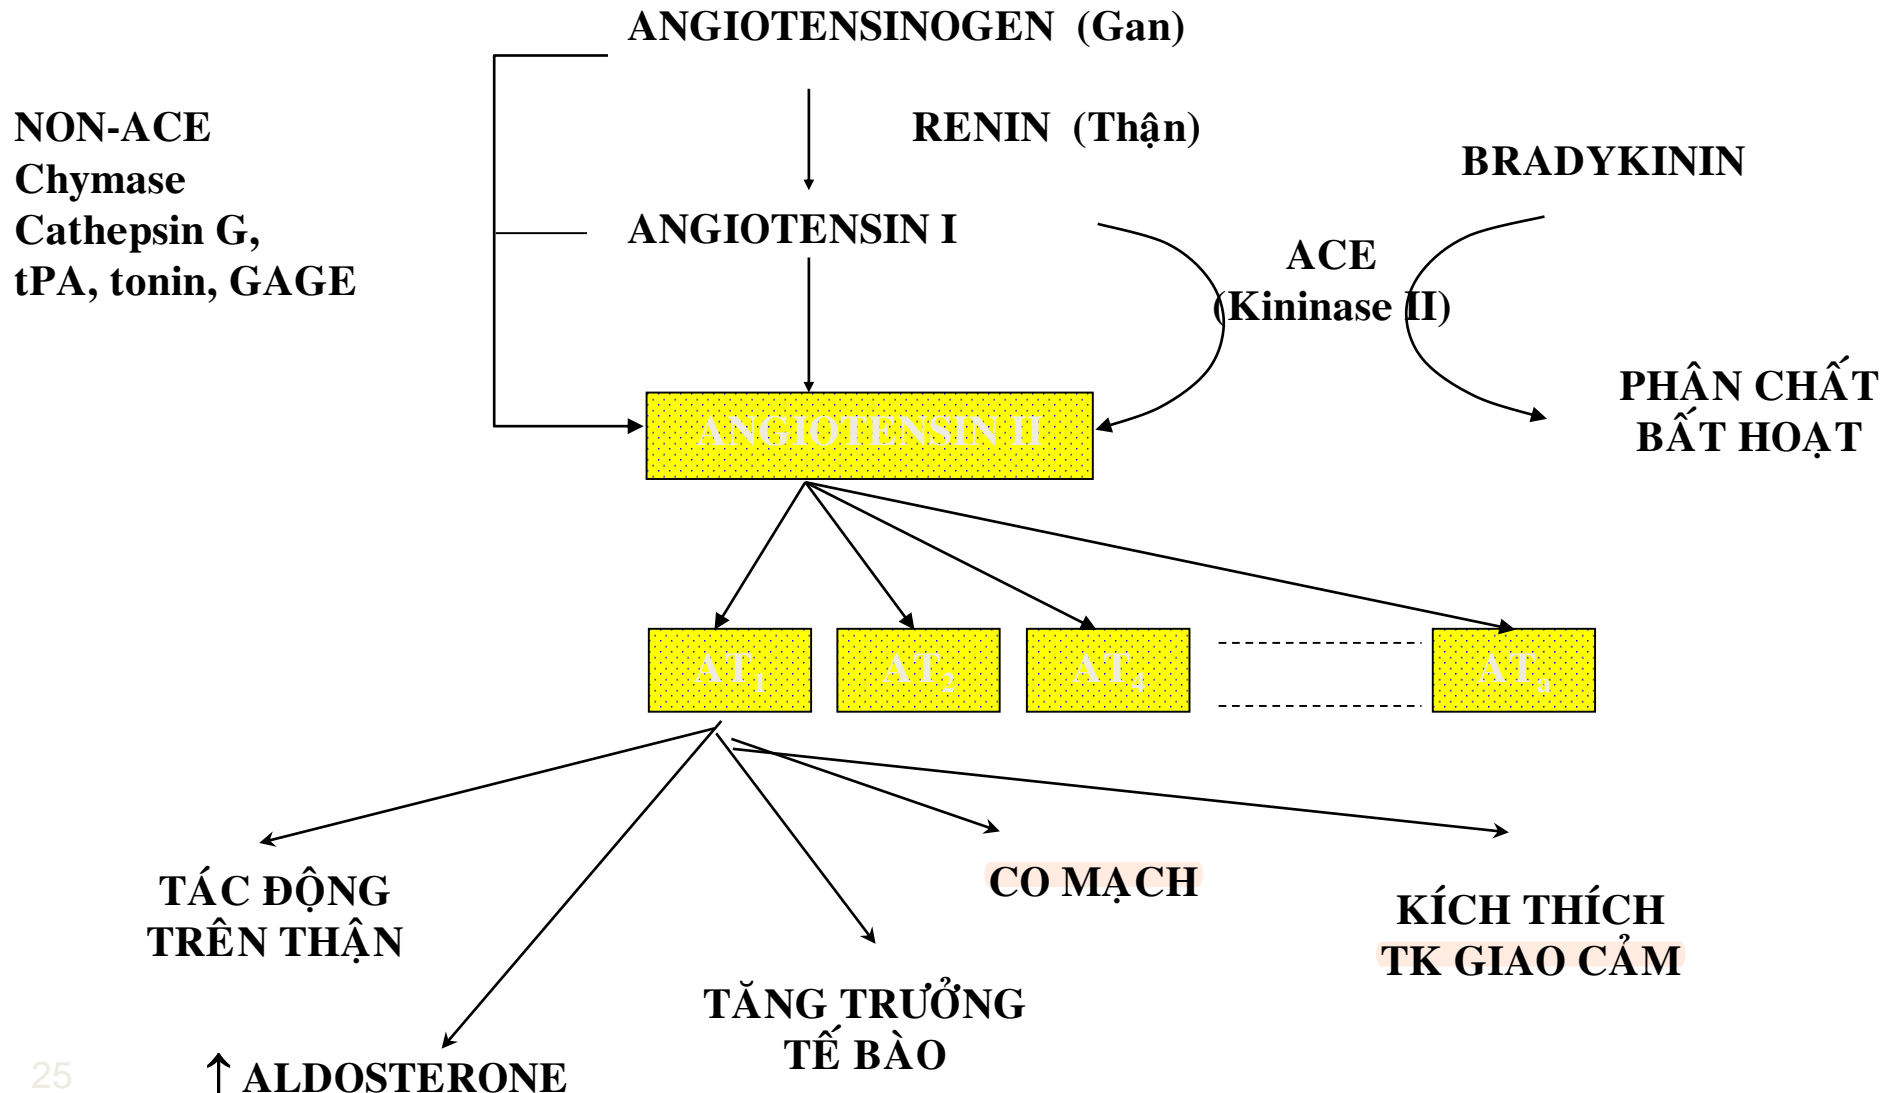 ANGIOTENSINOGEN (Gan)
NON-ACE
Chymase
Cathepsin G,
tPA, tonin, GAGE
RENIN (Thận)
BRADYKININ
ANGIOTENSIN I
ACE
(Kininase II)
PHÂN CHẤT
BẤT HOẠT
ANGIOTENSIN II
AT1
AT2
AT4
ATa
TÁC ĐỘNG
TRÊN THẬN
CO MẠCH
KÍCH THÍCH
TK GIAO CẢM
TĂNG TRƯỞNG
TẾ BÀO
↑ ALDOSTERONE
25